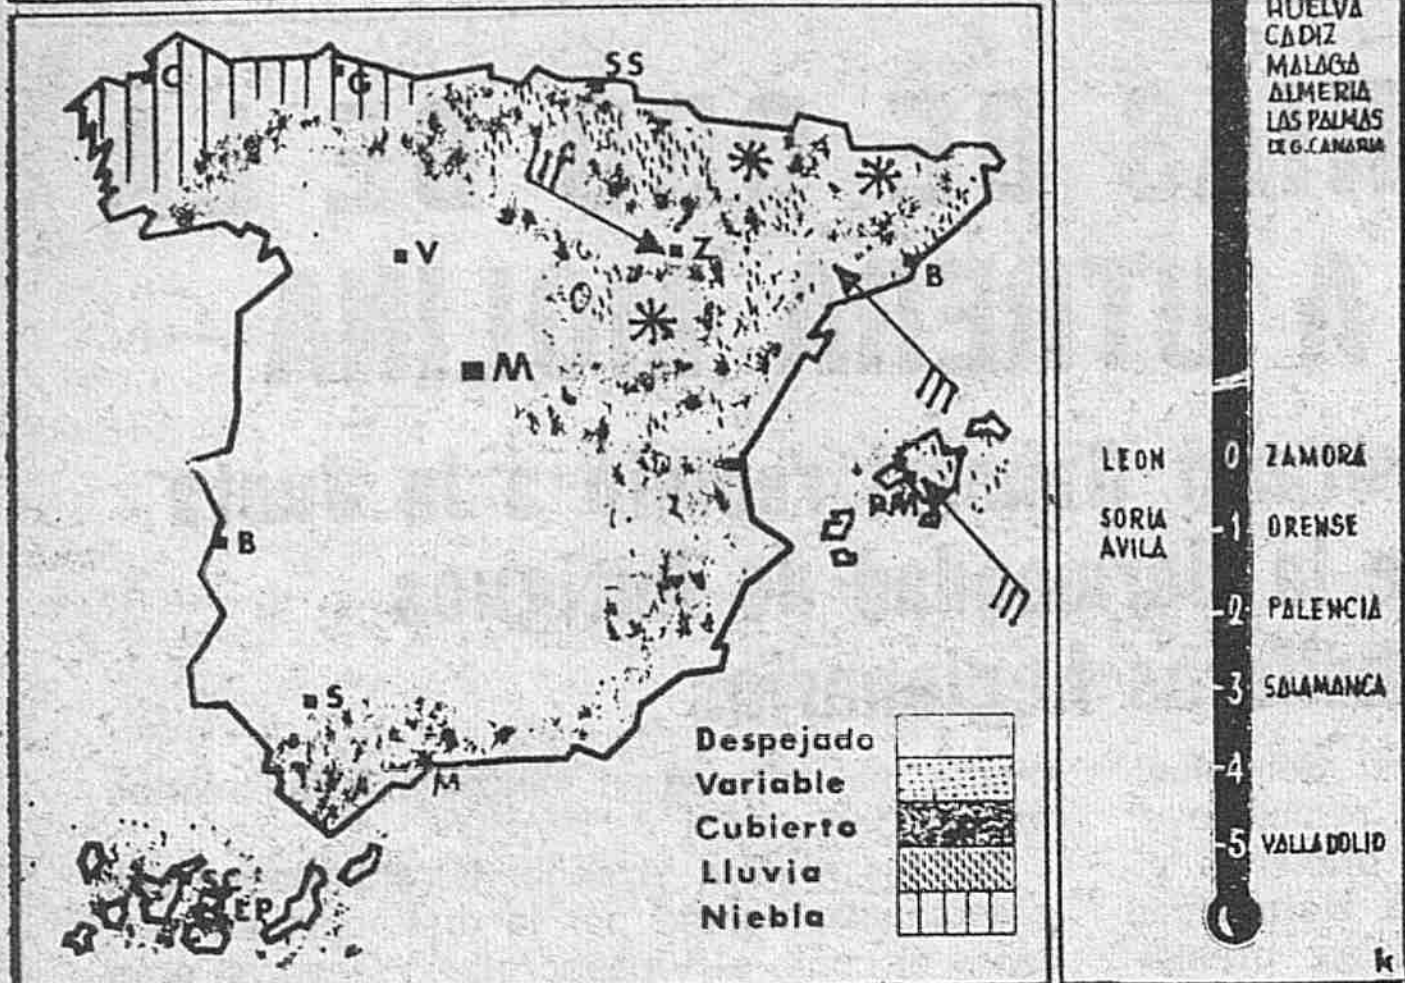 C
G
SS
V
Z
B
M
B
PM
S
M
SC
Despejado
Variable
Cubierto
Lluvia
Niebla
HUELVA
CADIZ
MALAGA
ALMERIA
LAS PALMAS
DE G. CANARIA
LEON 0 ZAMORA
SORIA -1 ORENSE
AVILA
-2 PALENCIA
-3 SALAMANCA
-4
-5 VALLADOLID
k